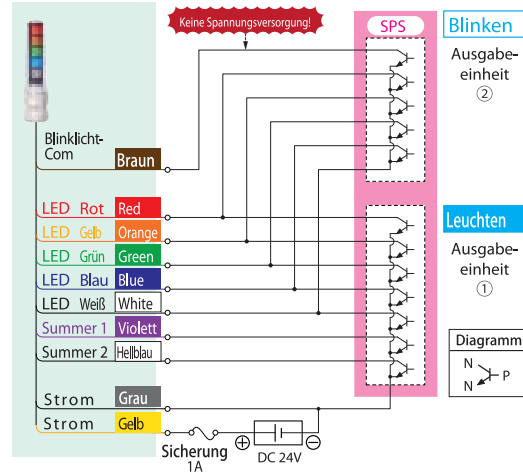 Keine Spannungsversorgung!
SPS
Blinken
Ausgabe-
einheit
②
Blinklicht-
Com
Braun
LED Rot Red
LED Gelb Orange
LED Grün Green
LED Blau Blue
LED Weiß White
Summer 1 Violett
Summer 2 Hellblau
Strom Grau
Strom Gelb
Leuchten
Ausgabe-
einheit
①
Diagramm
N
N
P
Sicherung
1A
⊕
DC 24V
⊖